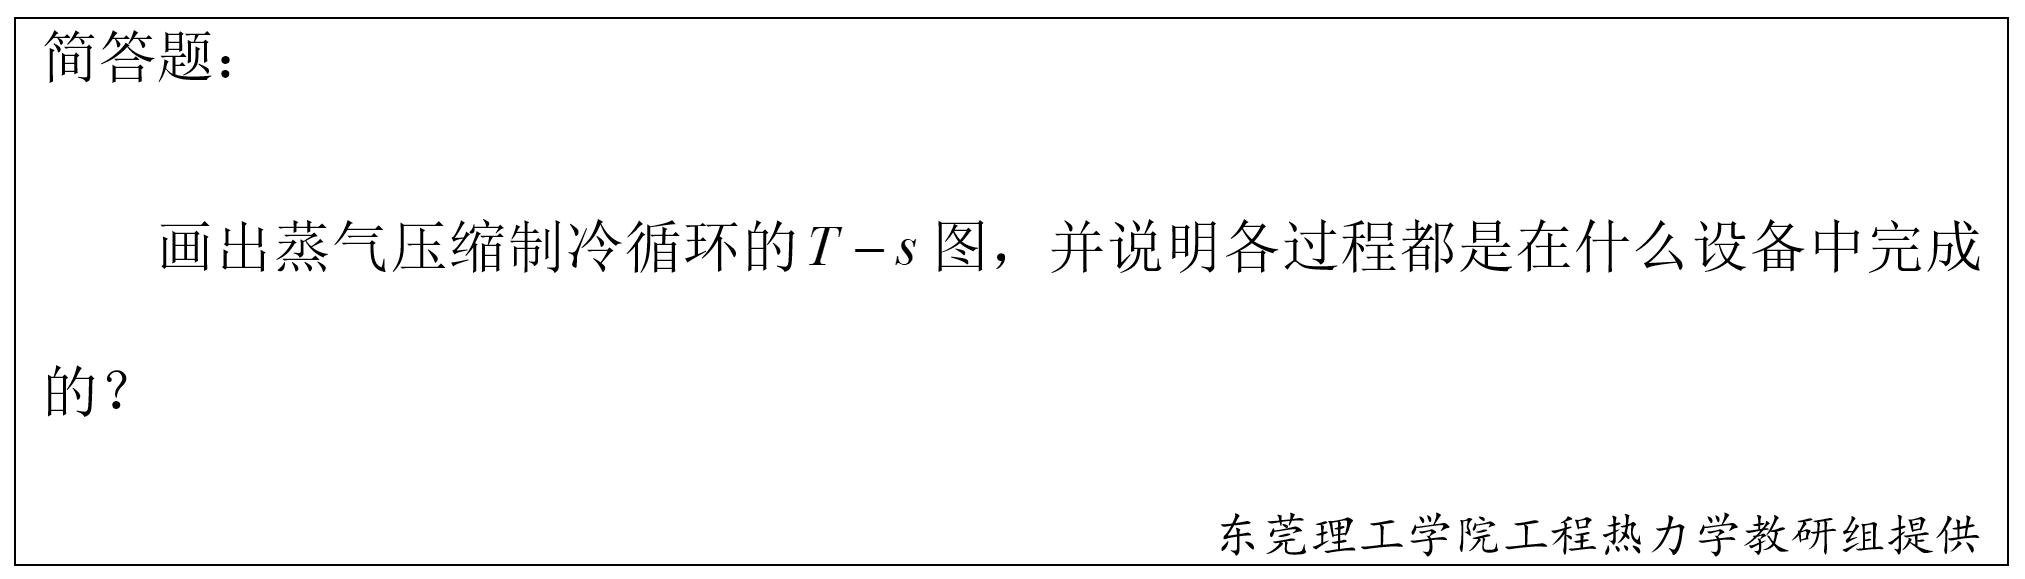 简答题：
画出蒸气压缩制冷循环的T－s图，并说明各过程都是在什么设备中完成
的？
东莞理工学院工程热力学教研组提供